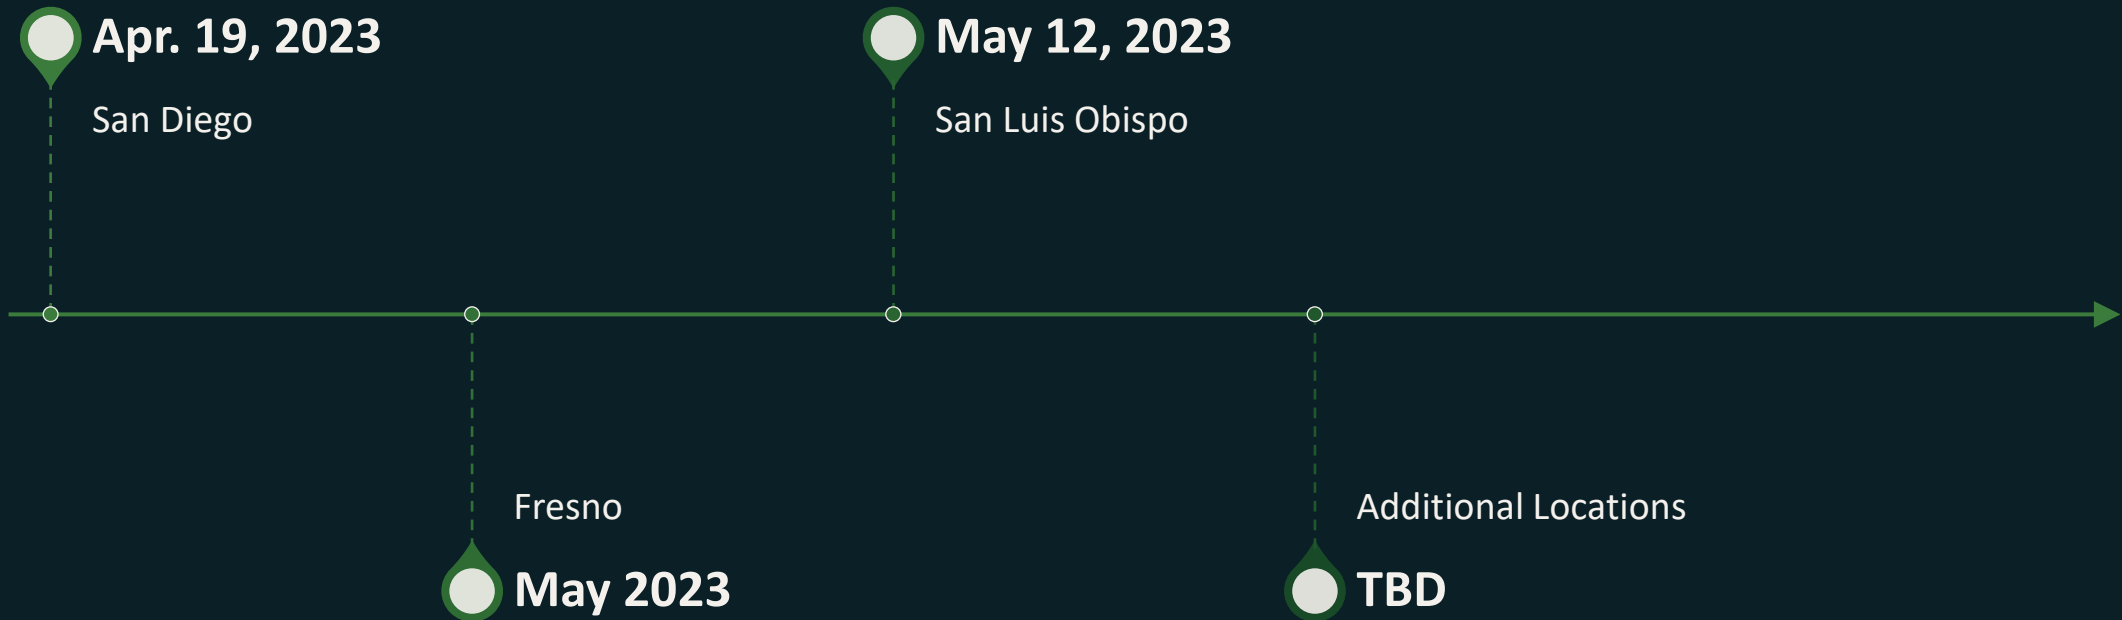 Apr. 19, 2023
San Diego
Fresno
May 2023
May 12, 2023
San Luis Obispo
Additional Locations
TBD